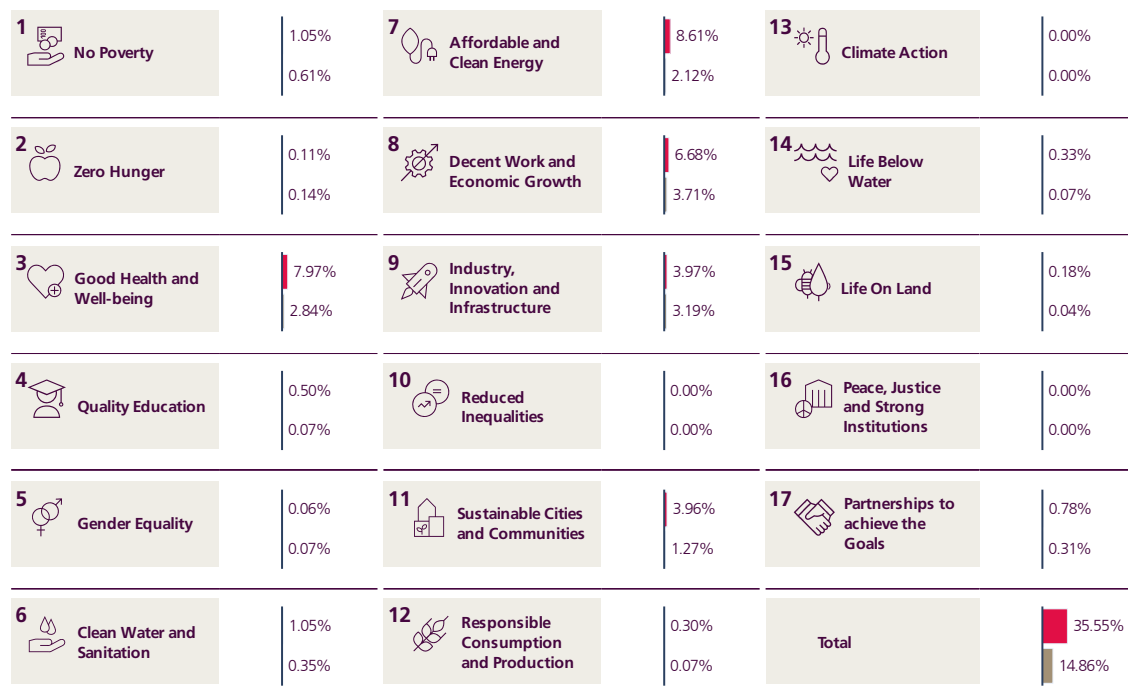 1
No Poverty
1.05%
0.61%
2
Zero Hunger
0.11%
0.14%
3
Good Health and
Well-being
7.97%
2.84%
4
Quality Education
0.50%
0.07%
5
Gender Equality
0.06%
0.07%
6
Clean Water and
Sanitation
1.05%
0.35%
7
Affordable and
Clean Energy
8.61%
2.12%
8
Decent Work and
Economic Growth
6.68%
3.71%
9
Industry,
Innovation and
Infrastructure
3.97%
3.19%
10
Reduced
Inequalities
0.00%
0.00%
11
Sustainable Cities
and Communities
3.96%
1.27%
12
Responsible
Consumption
and Production
0.30%
0.07%
13
Climate Action
0.00%
0.00%
14
Life Below
Water
0.33%
0.07%
15
Life On Land
0.18%
0.04%
16
Peace, Justice
and Strong
Institutions
0.00%
0.00%
17
Partnerships to
achieve the
Goals
0.78%
0.31%
Total
35.55%
14.86%